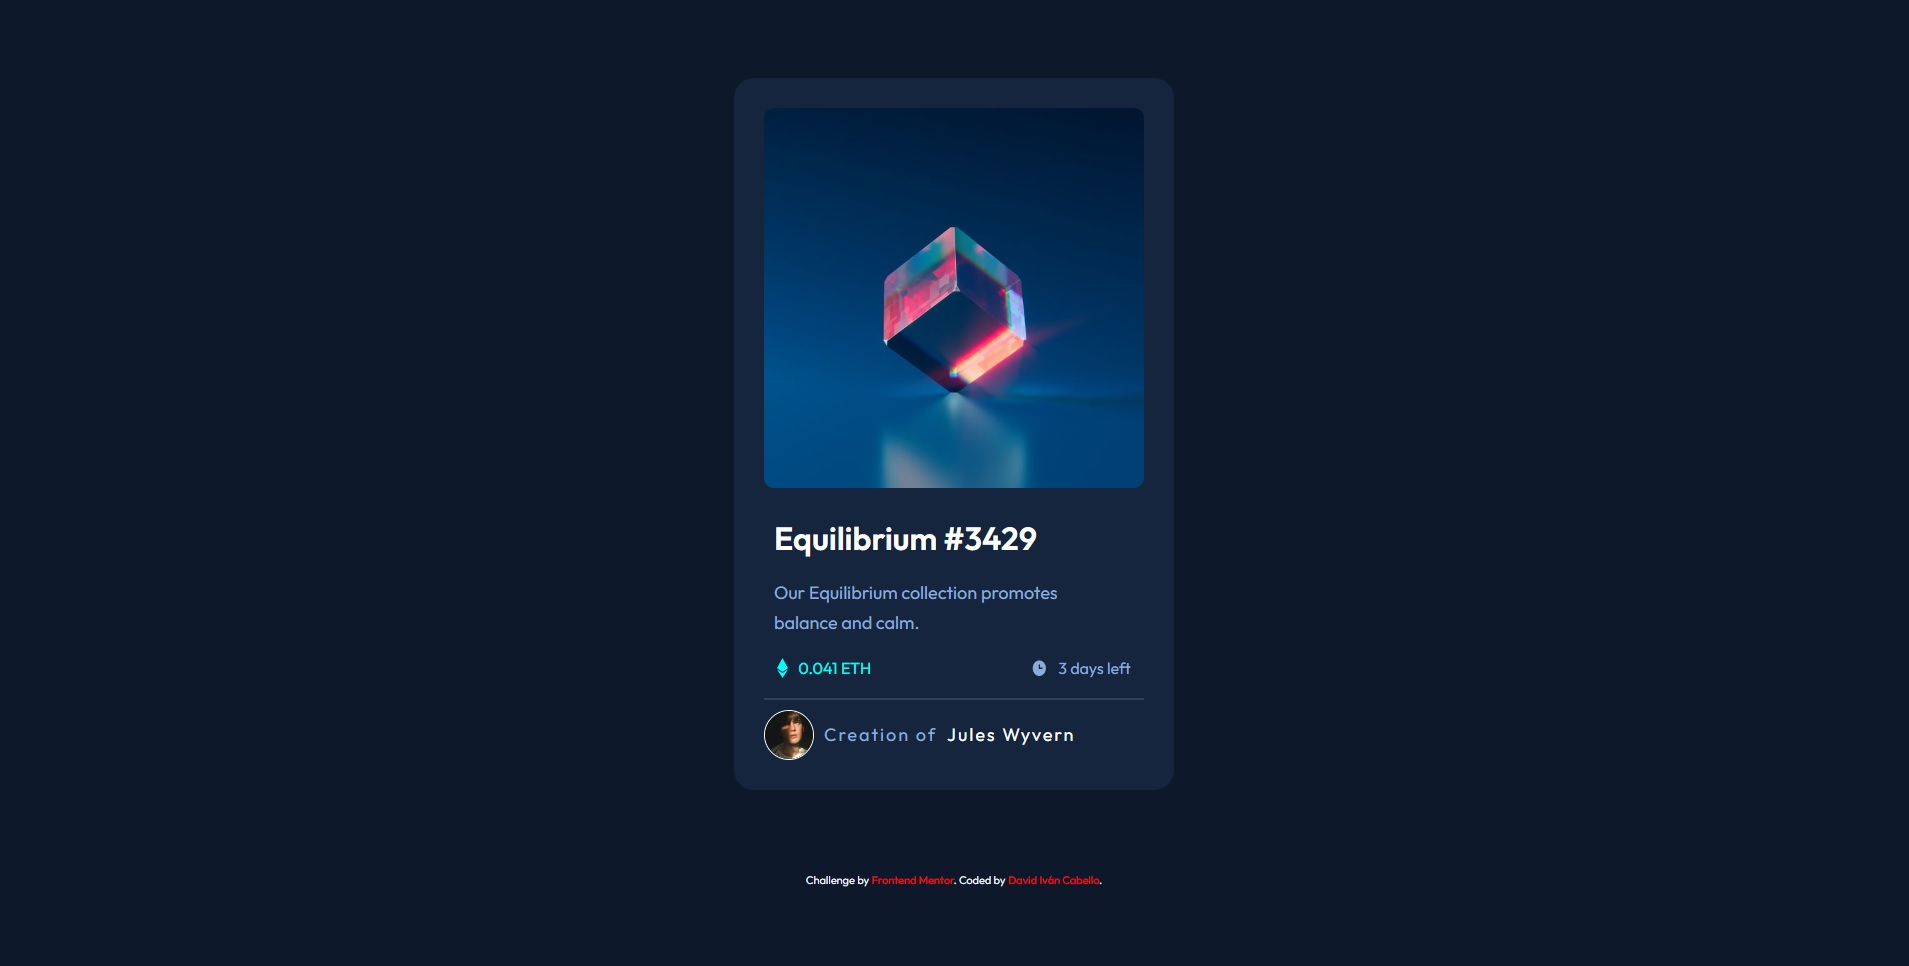 Equilibrium #3429
Our Equilibrium collection promotes
balance and calm.
0.041 ETH
3 days left
Creation of Jules Wyvern
Challenge by Frontend Mentor. Coded by David Iván Cabello.